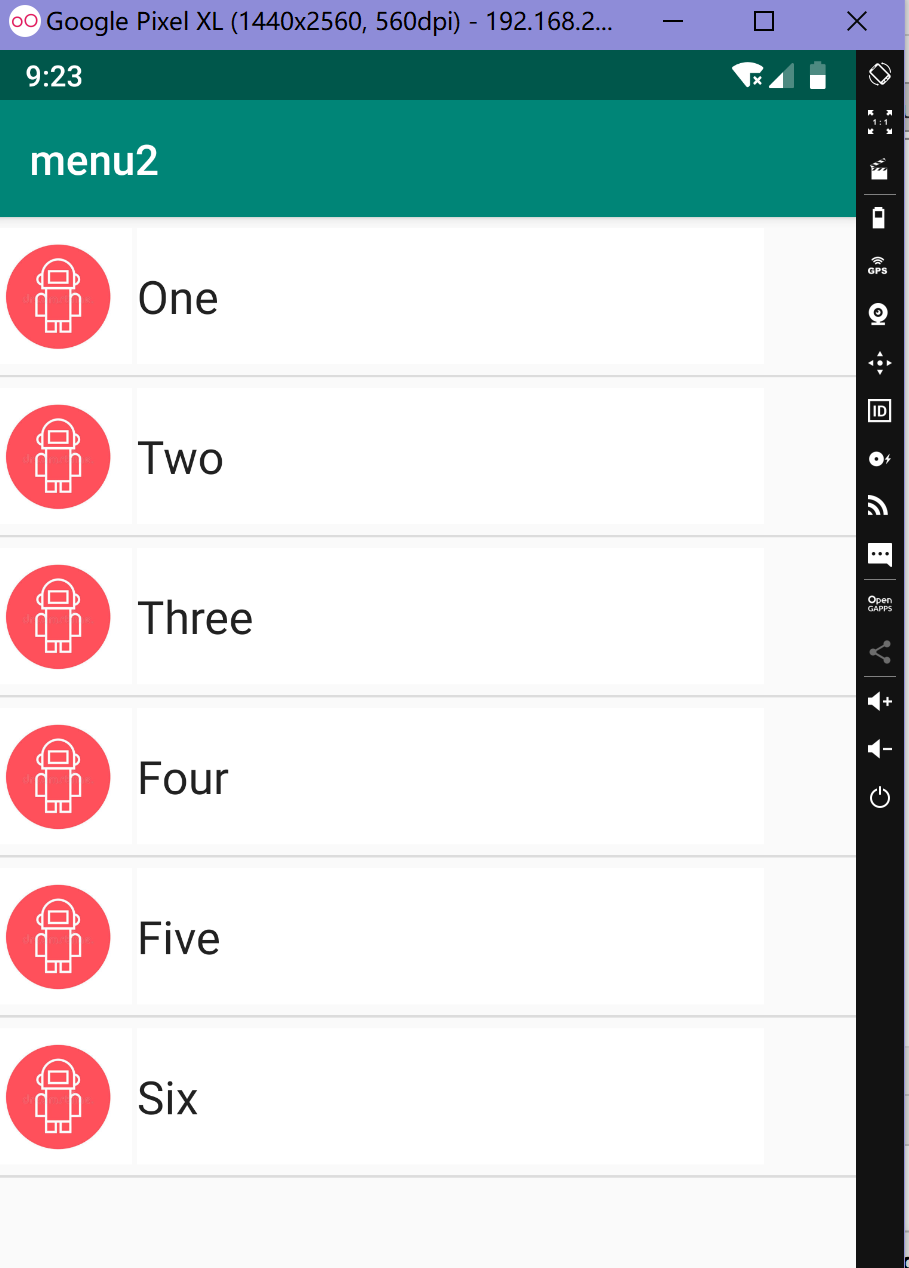 Google Pixel XL (1440x2560, 560dpi) - 192.168.2...
9:23
menu2
1:1
One
GPS
Two
ID
Three
Open
GAPPS
Four
Five
Six